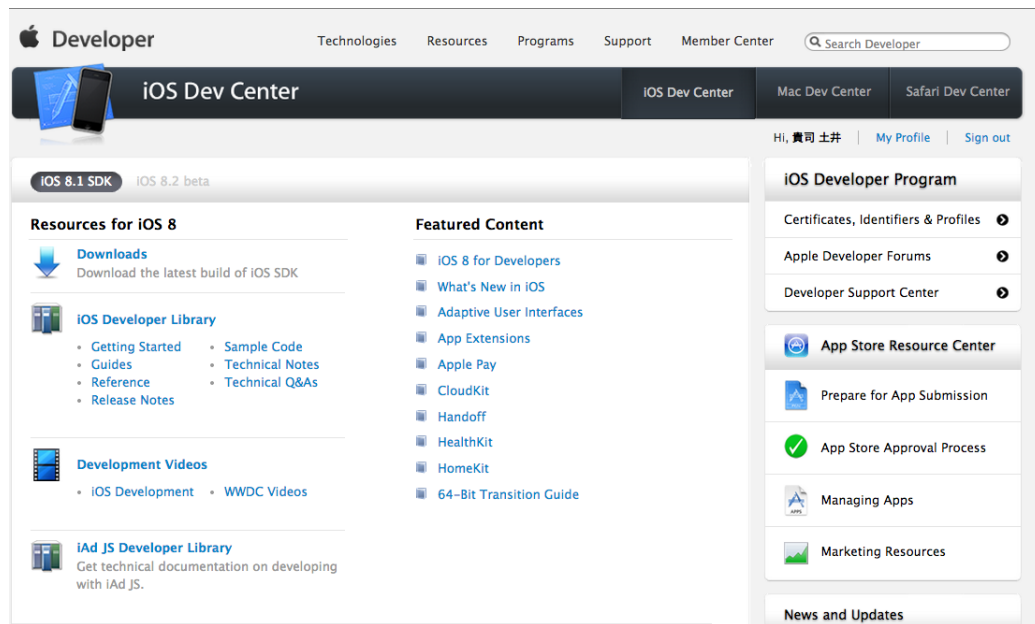 Developer
Technologies Resources Programs Support Member Center
Search Developer
iOS Dev Center
iOS Dev Center Mac Dev Center Safari Dev Center
Hi, 貴司 土井 My Profile Sign out
iOS 8.1 SDK iOS 8.2 beta
Resources for iOS 8
Downloads
Download the latest build of iOS SDK
iOS Developer Library
Getting Started Sample Code
Guides Technical Notes
Reference Technical Q&As
Release Notes
Development Videos
iOS Development WWDC Videos
iAd JS Developer Library
Get technical documentation on developing
with iAd JS.
Featured Content
iOS 8 for Developers
What's New in iOS
Adaptive User Interfaces
App Extensions
Apple Pay
CloudKit
Handoff
HealthKit
HomeKit
64-Bit Transition Guide
iOS Developer Program
Certificates, Identifiers & Profiles
Apple Developer Forums
Developer Support Center
App Store Resource Center
Prepare for App Submission
App Store Approval Process
APPS
Managing Apps
Marketing Resources
News and Updates